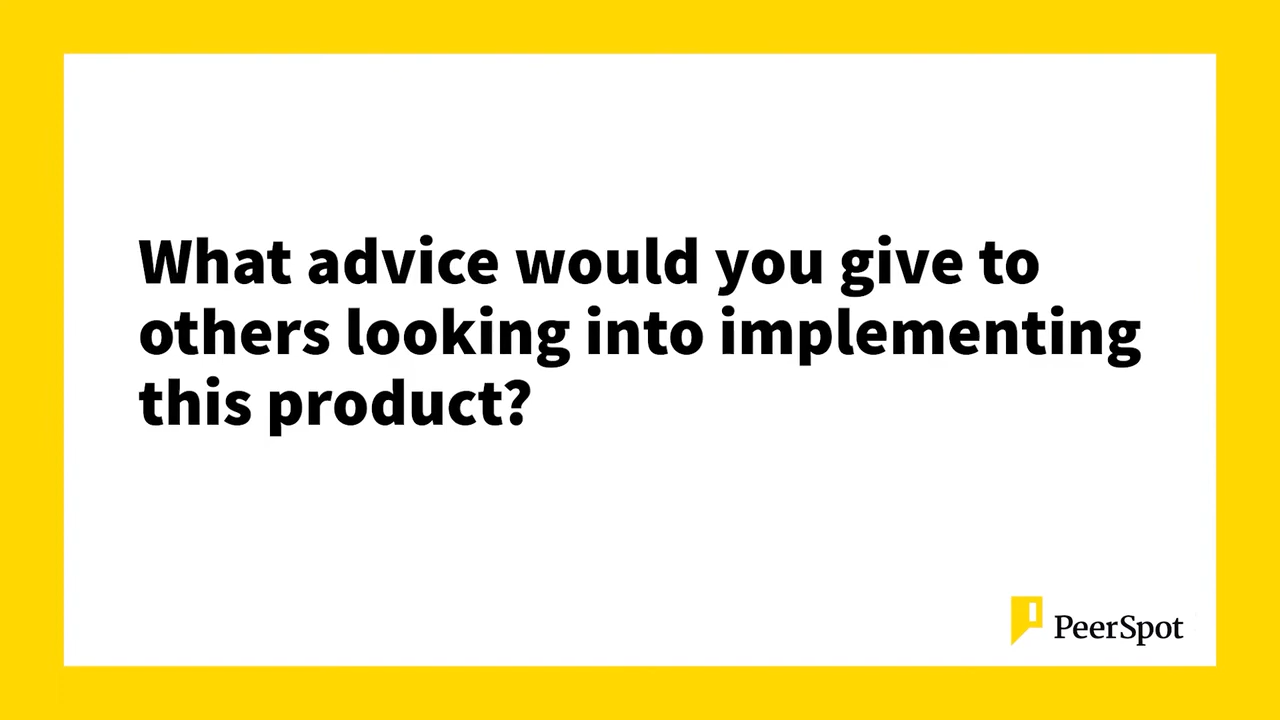 What advice would you give to
others looking into implementing
this product?
PeerSpot